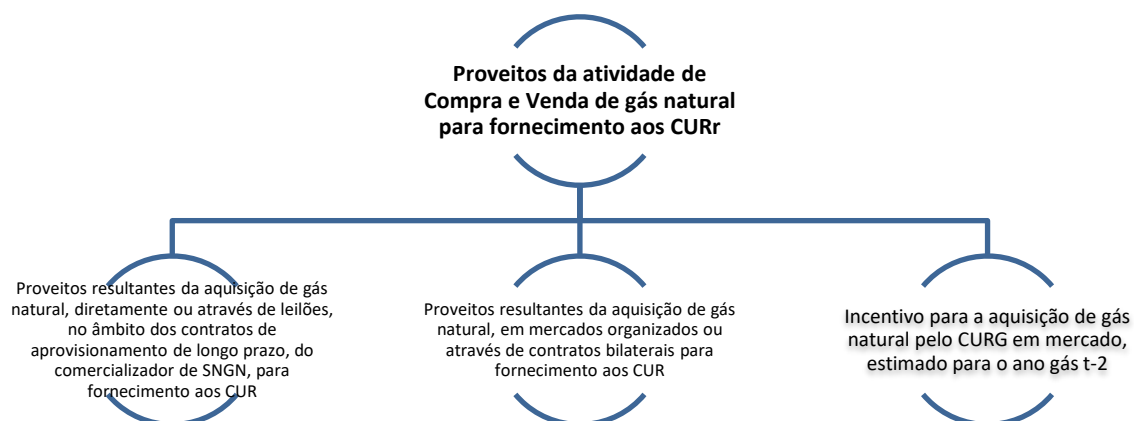 Proveitos da atividade de
Compra e Venda de gás natural
para fornecimento aos CURr
Proveitos resultantes da aquisição de gás
natural, diretamente ou através de leilões,
no âmbito dos contratos de
aprovisionamento de longo prazo, do
comercializador de SNGN, para
fornecimento aos CUR
Proveitos resultantes da aquisição de gás
natural, em mercados organizados ou
através de contratos bilaterais para
fornecimento aos CUR
Incentivo para a aquisição de gás
natural pelo CURG em mercado,
estimado para o ano gás t-2